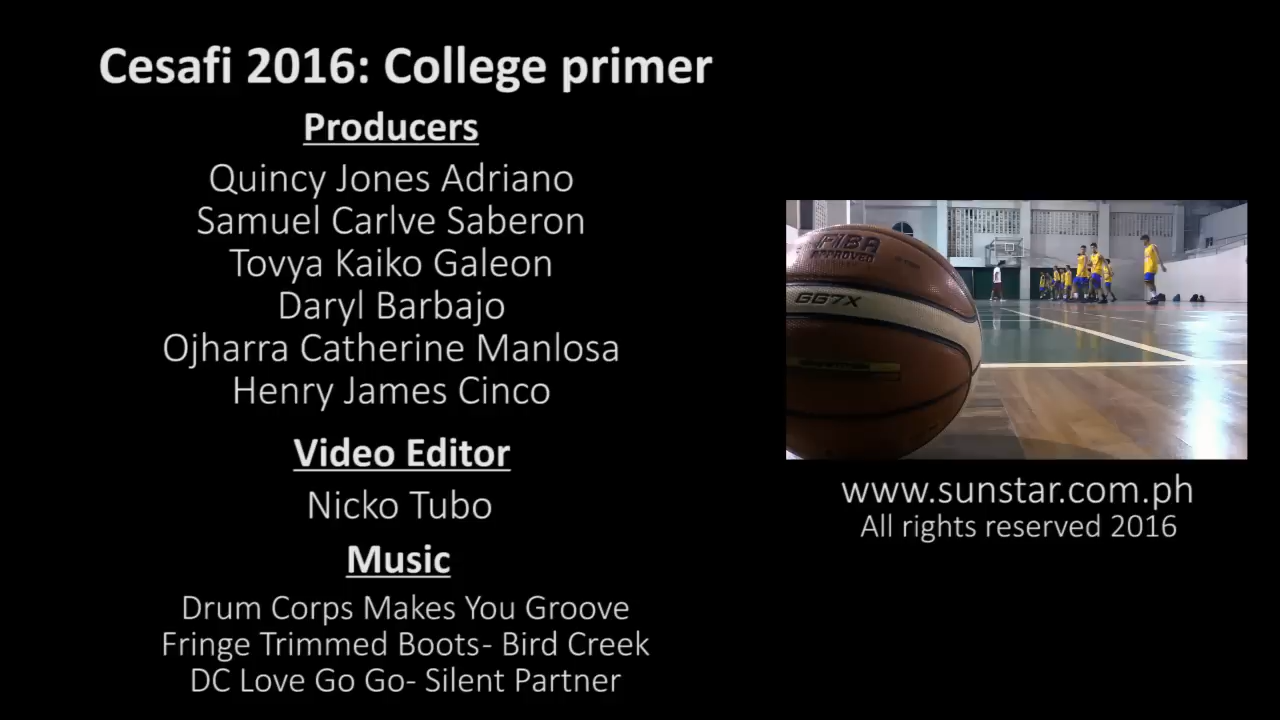 Cesafi 2016: College primer
Producers
Quincy Jones Adriano
Samuel Carlve Saberon
Tovya Kaiko Galeon
Daryl Barbajo
Ojharra Catherine Manlosa
Henry James Cinco
Video Editor
Nicko Tubo
Music
Drum Corps Makes You Groove
Fringe Trimmed Boots- Bird Creek
DC Love Go Go- Silent Partner
FIBA
APPROVED
GG7X
www.sunstar.com.ph
All rights reserved 2016